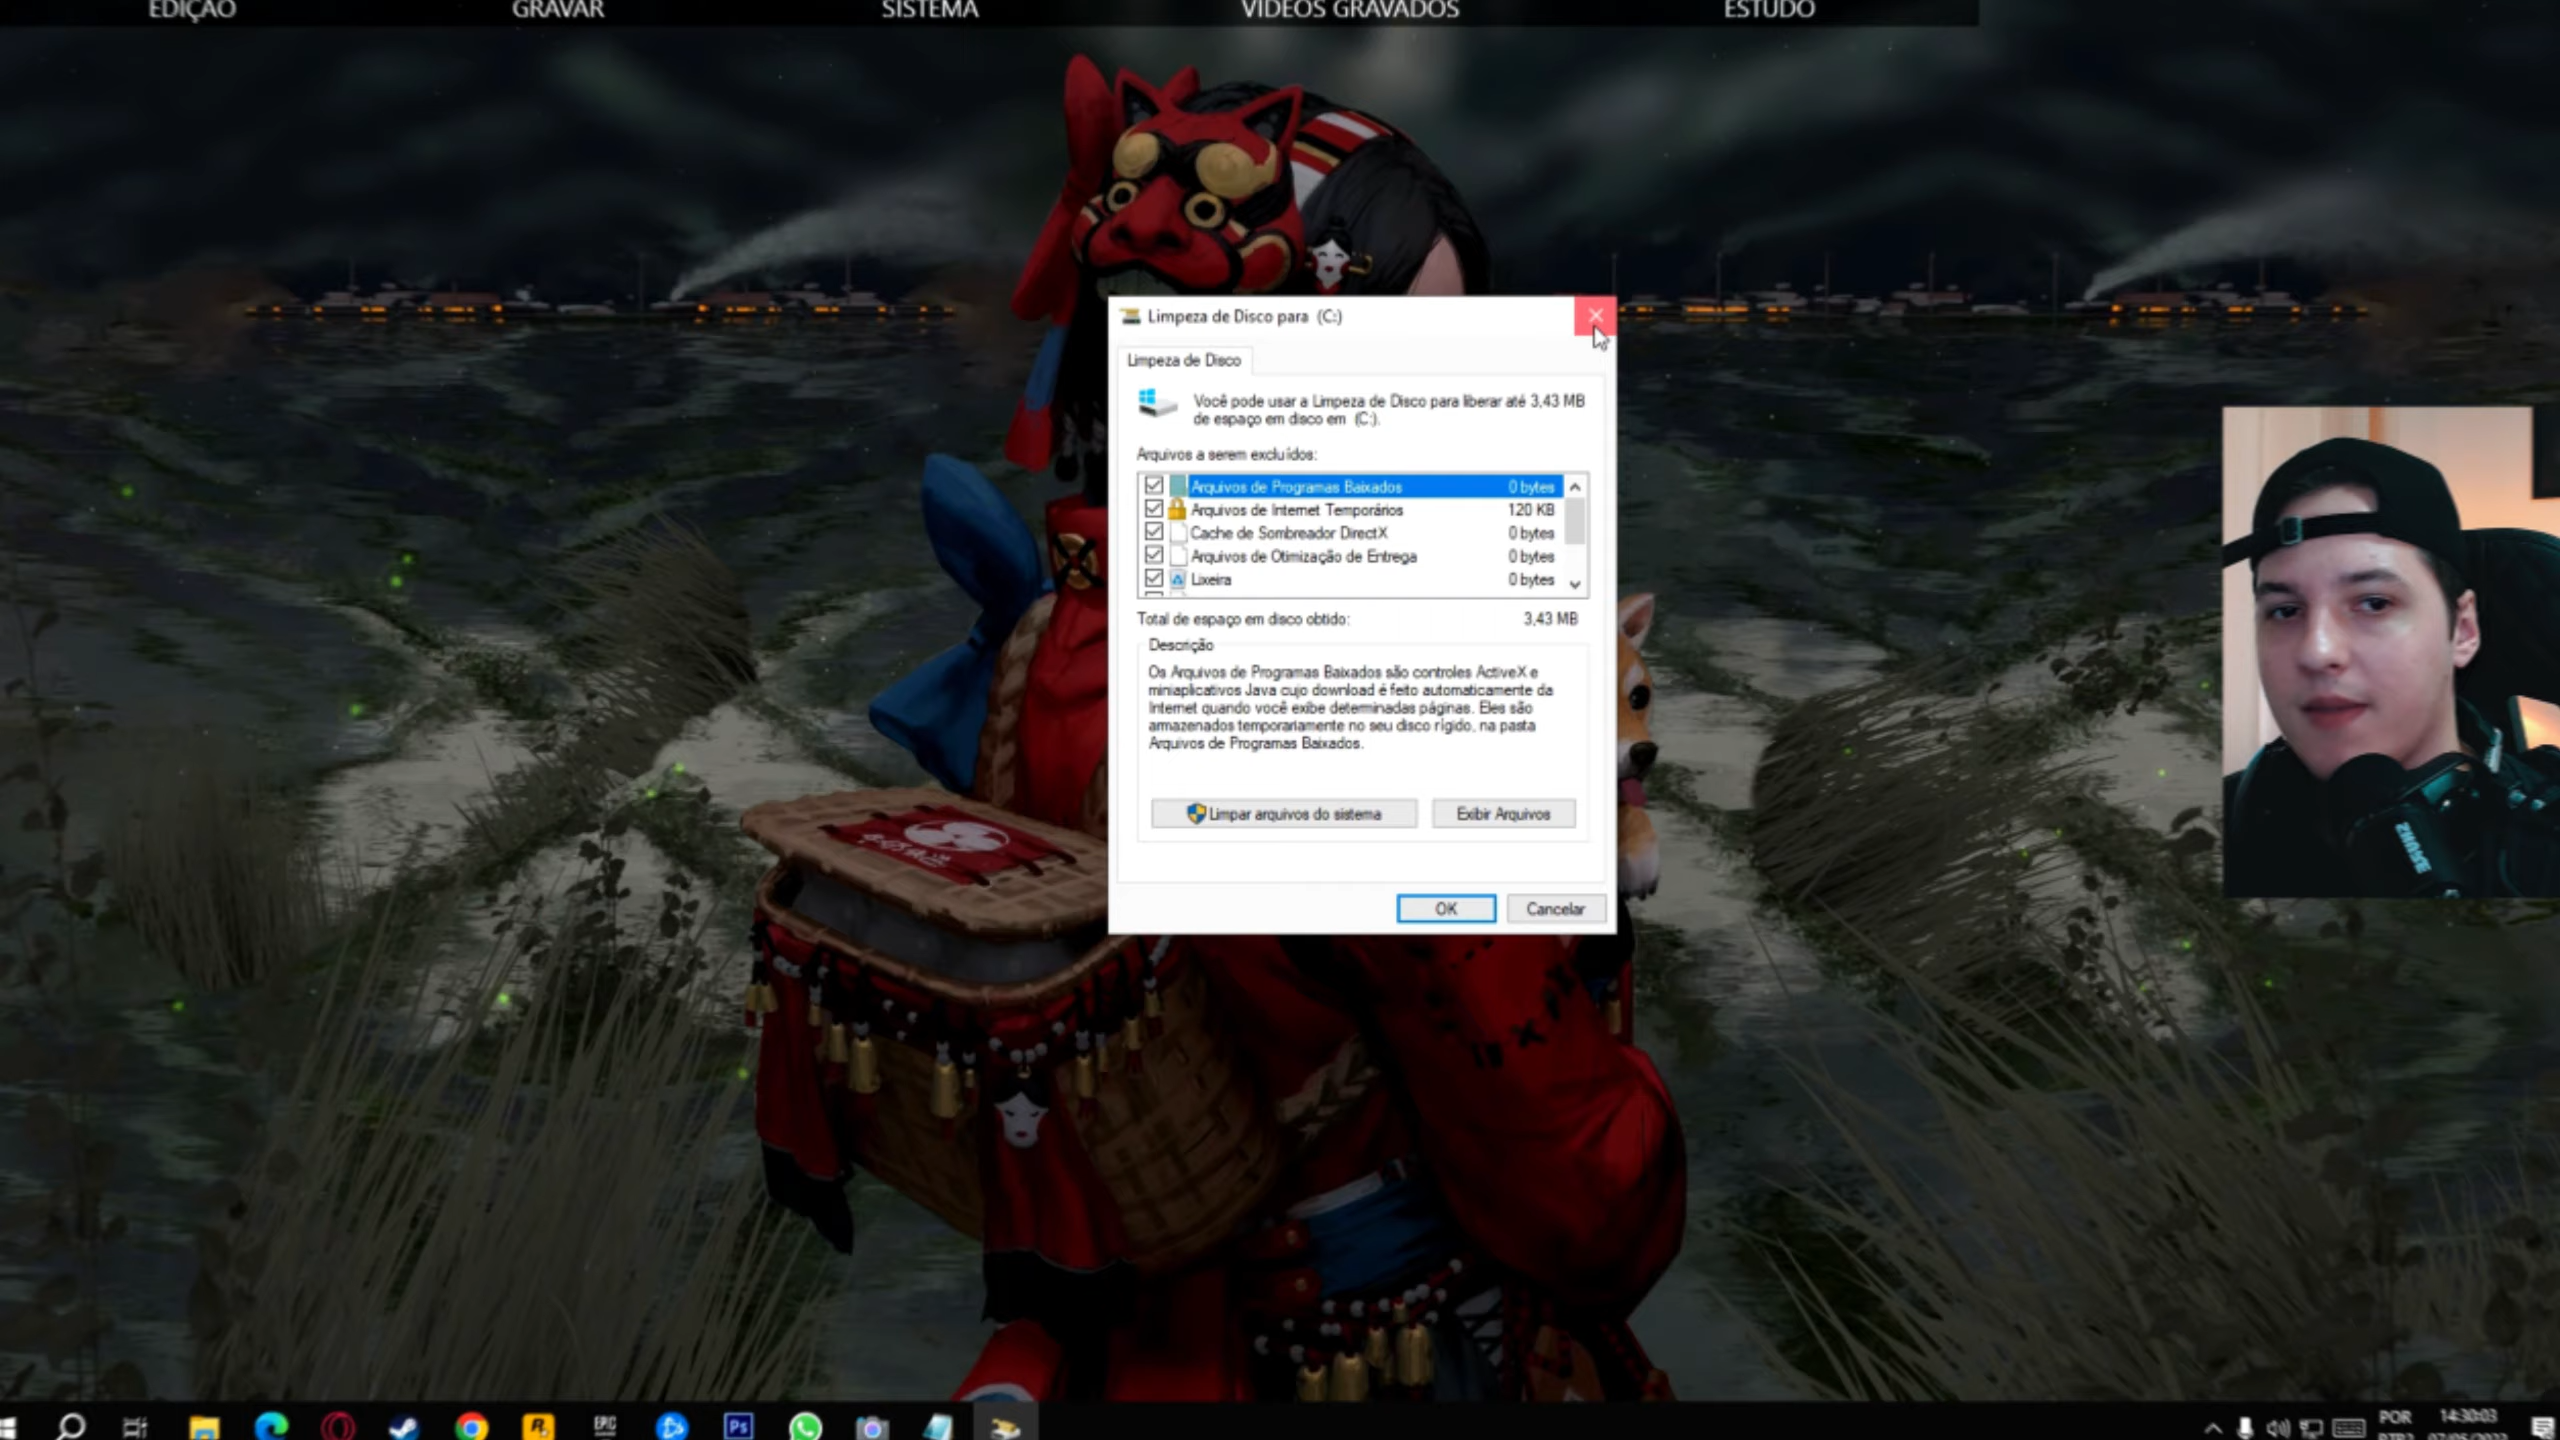 EDIÇÃO GRAVAR SISTEMA VÍDEOS GRAVADOS ESTUDO
Limpeza de Disco para (C:)
Limpeza de Disco
Você pode usar a Limpeza de Disco para liberar até 3,43 MB
de espaço em disco em (C:).
Arquivos a serem excluídos:
Arquivos de Programas Baixados 0 bytes
Arquivos de Internet Temporários 120 KB
Cache de Sombreador DirectX 0 bytes
Arquivos de Otimização de Entrega 0 bytes
Lixeira 0 bytes
Total de espaço em disco obtido: 3,43 MB
Descrição
Os Arquivos de Programas Baixados são controles ActiveX e
miniaplicativos Java cujo download é feito automaticamente da
Internet quando você exibe determinadas páginas. Eles são
armazenados temporariamente no seu disco rígido, na pasta
Arquivos de Programas Baixados.
Limpar arquivos do sistema Exibir Arquivos
OK Cancelar
EPIC Ps POR 14:30:03